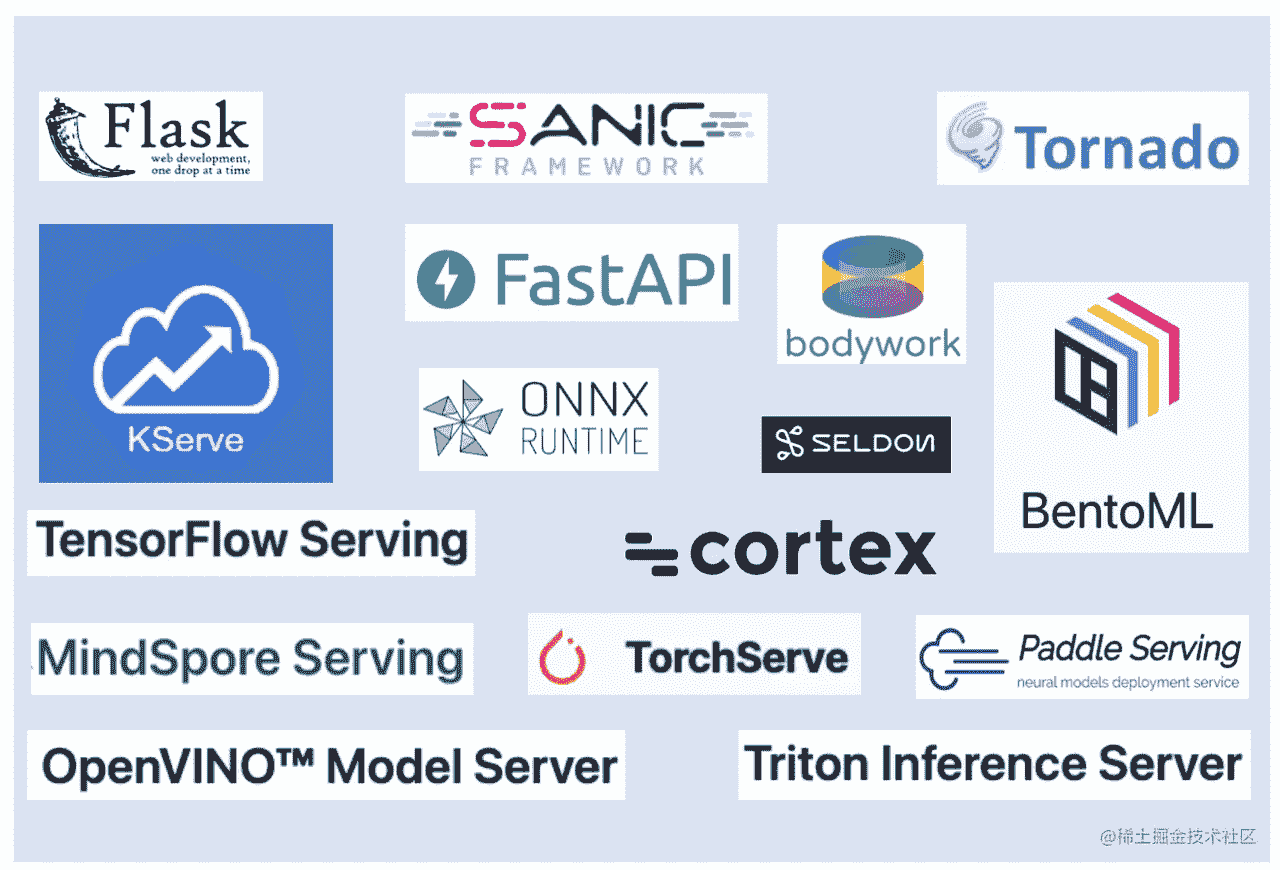 Flask
web development,
one drop at a time
SANIC
FRAMEWORK
Tornado
KServe
FastAPI
bodywork
ONNX
RUNTIME
SELDON
BentoML
TensorFlow Serving
cortex
MindSpore Serving
TorchServe
Paddle Serving
neural models deployment service
OpenVINO™ Model Server
Triton Inference Server
@稀土掘金技术社区